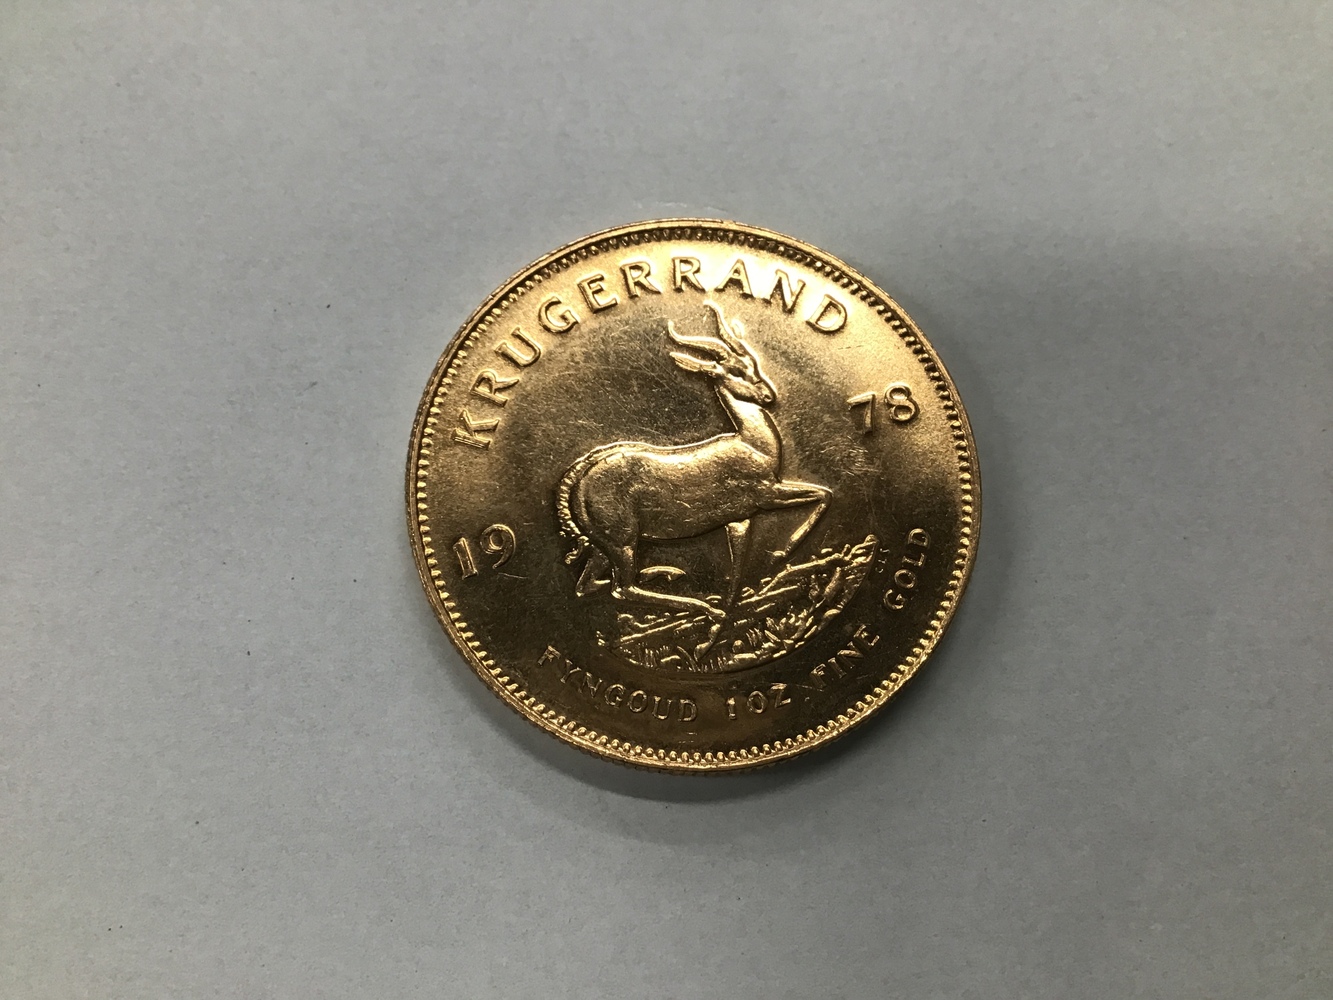 KRUGERRAND
19 78
FYNGOUD 1 OZ FINE GOLD